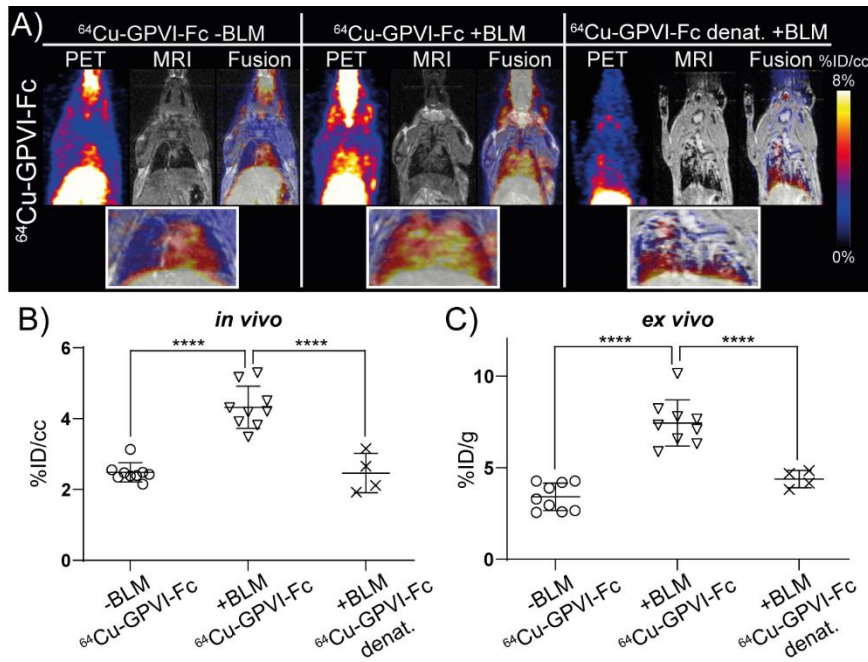 A)
⁶⁴Cu-GPVI-Fc -BLM
⁶⁴Cu-GPVI-Fc +BLM
⁶⁴Cu-GPVI-Fc denat. +BLM
PET MRI Fusion
PET MRI Fusion
PET MRI Fusion
%ID/cc
8%
0%
⁶⁴Cu-GPVI-Fc
B)
in vivo
**** ****
%ID/cc
6
4
2
0
-BLM
⁶⁴Cu-GPVI-Fc
+BLM
⁶⁴Cu-GPVI-Fc
+BLM
⁶⁴Cu-GPVI-Fc
denat.
C)
ex vivo
**** ****
%ID/g
10
5
0
-BLM
⁶⁴Cu-GPVI-Fc
+BLM
⁶⁴Cu-GPVI-Fc
+BLM
⁶⁴Cu-GPVI-Fc
denat.